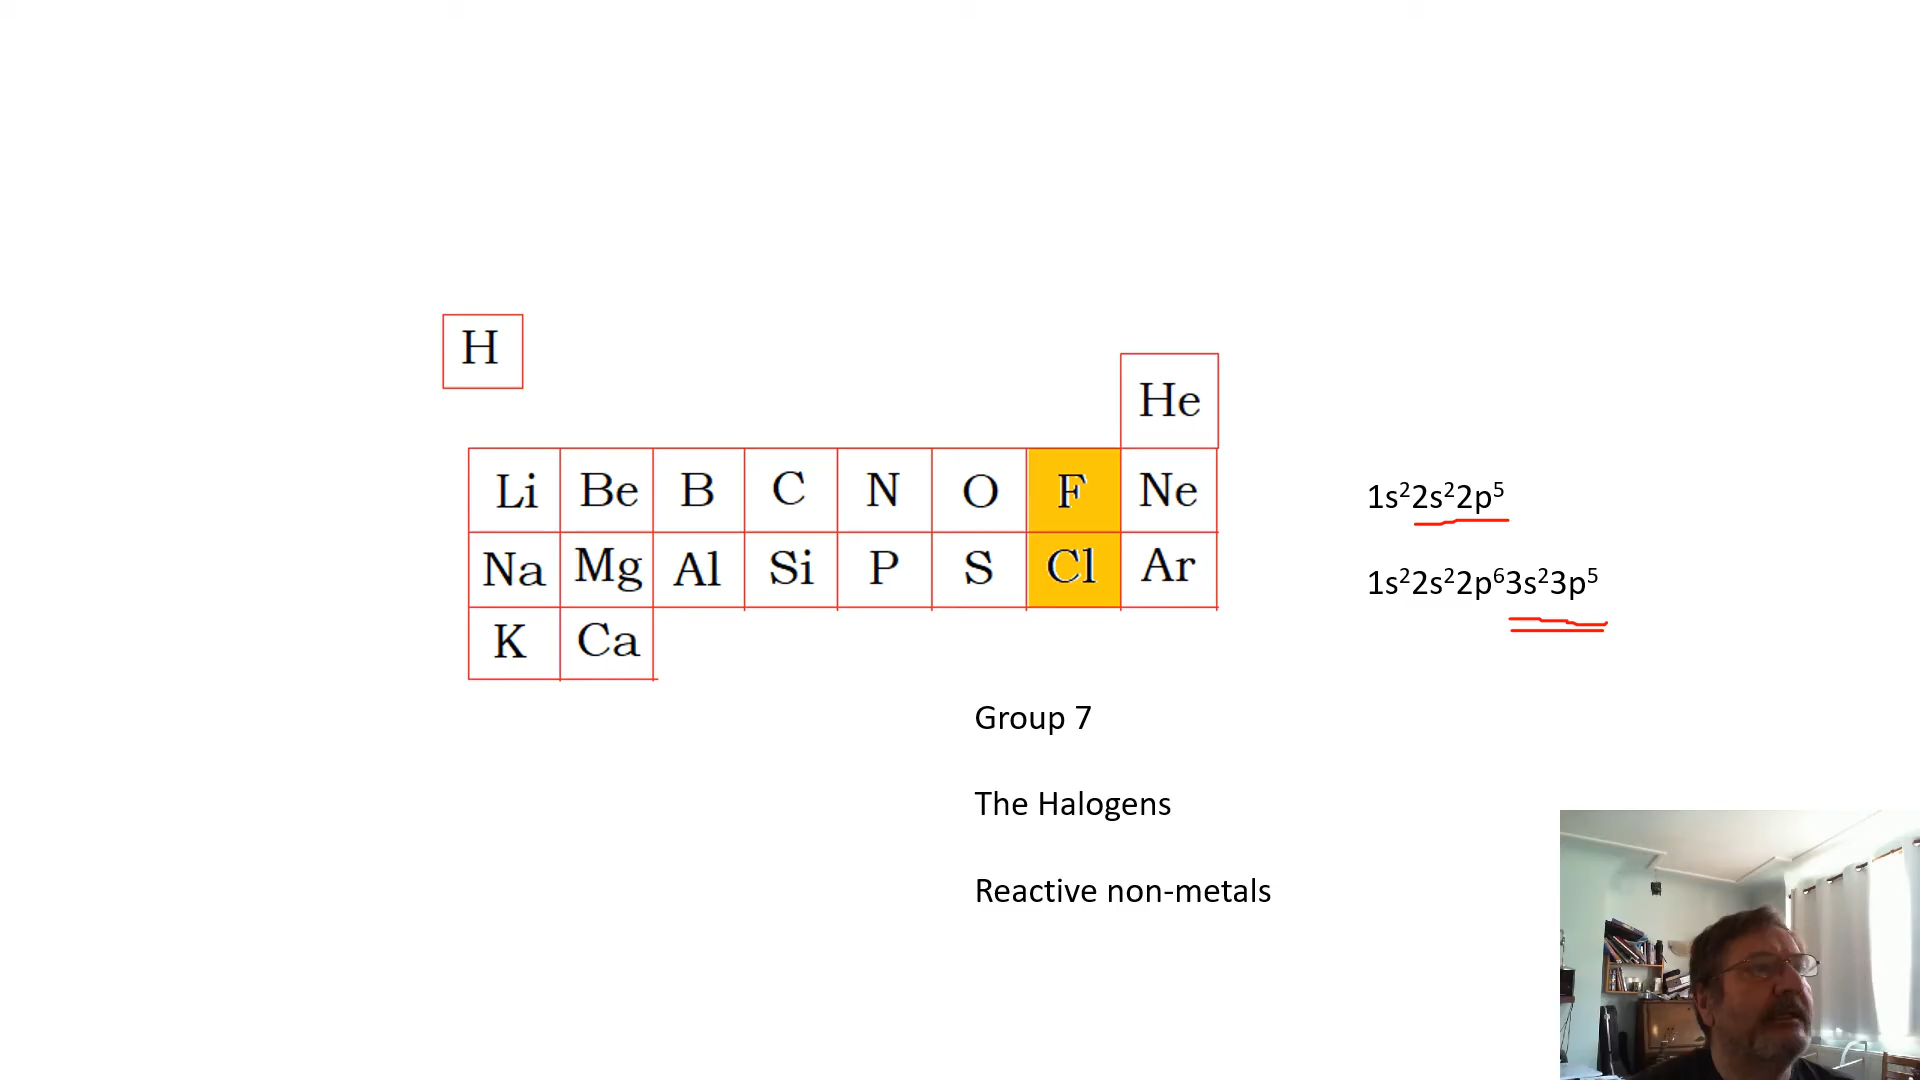 H
He
Li Be B C N O F Ne
Na Mg Al Si P S Cl Ar
K Ca
1s²2s²2p⁵
1s²2s²2p⁶3s²3p⁵
Group 7
The Halogens
Reactive non-metals